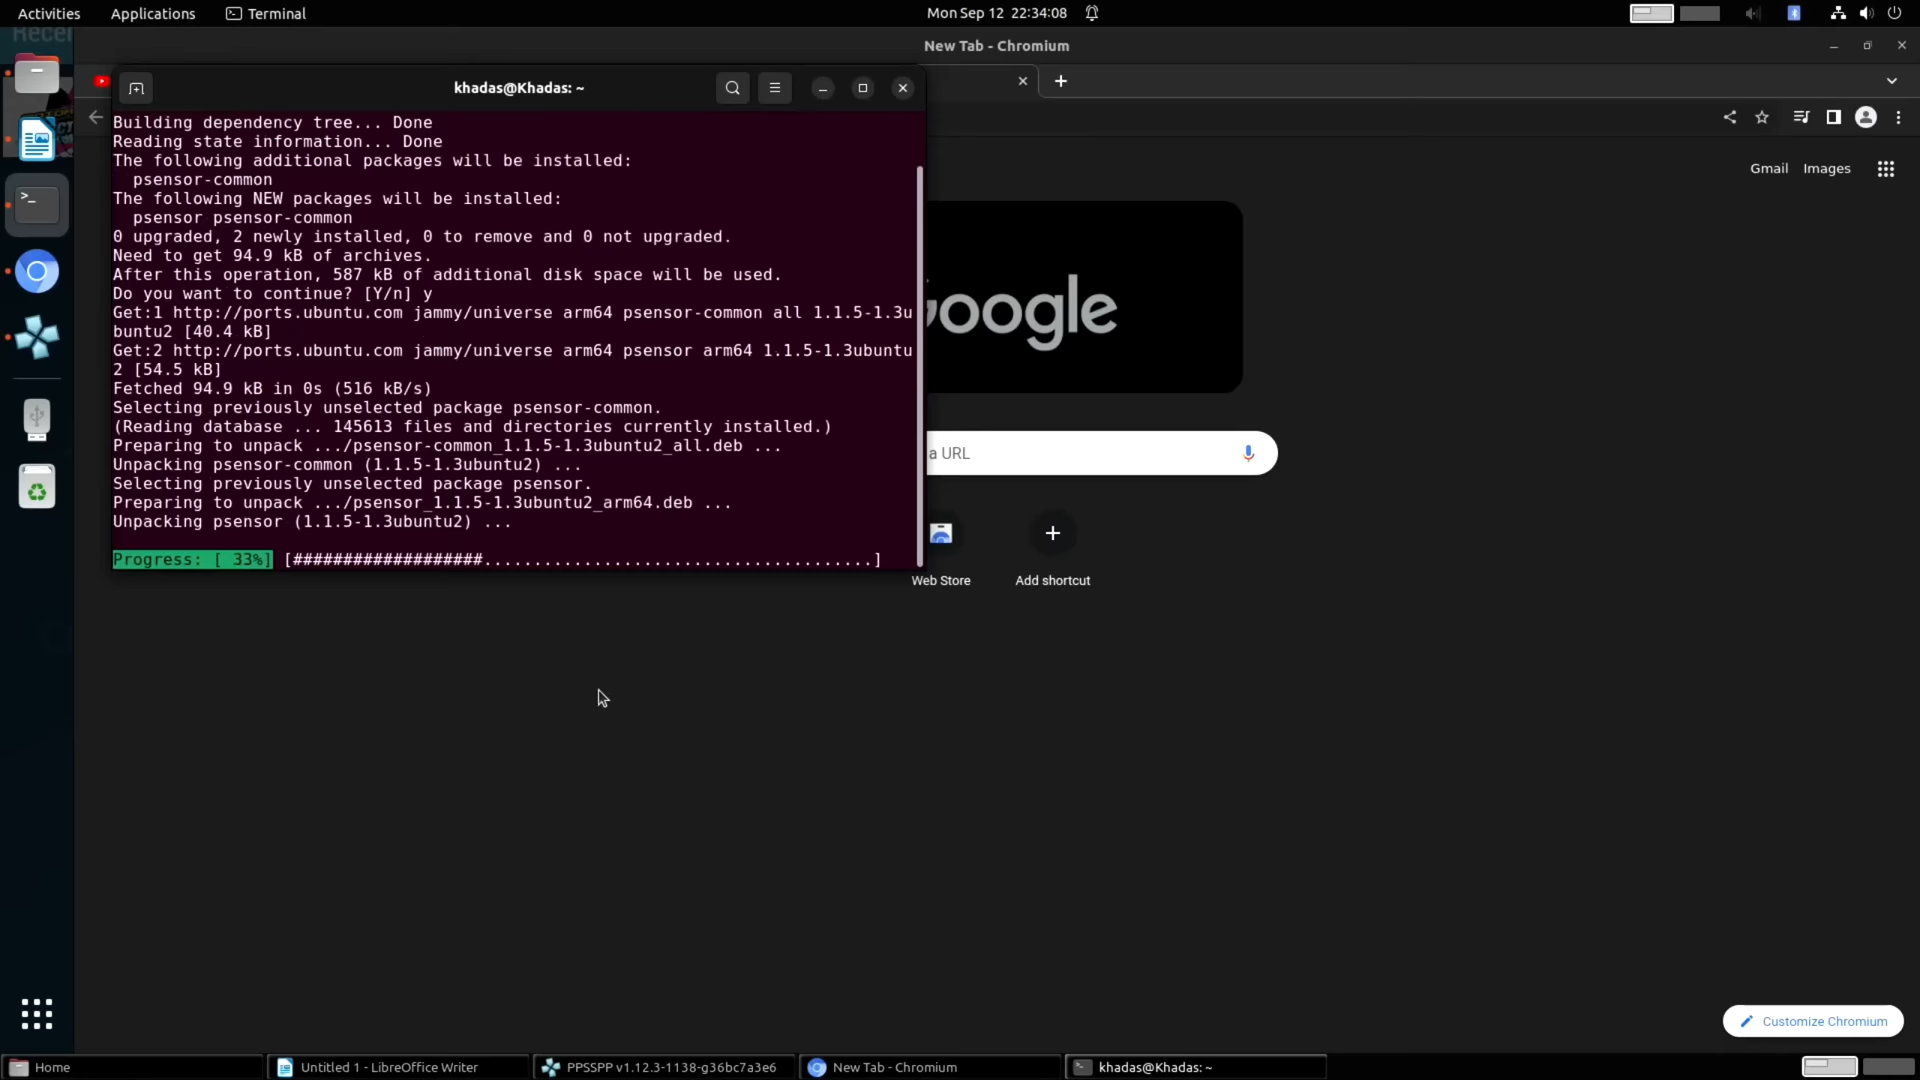 Activities Applications Terminal Mon Sep 12 22:34:08
New Tab - Chromium
khadas@Khadas: ~
Building dependency tree... Done
Reading state information... Done
The following additional packages will be installed:
psensor-common
The following NEW packages will be installed:
psensor psensor-common
0 upgraded, 2 newly installed, 0 to remove and 0 not upgraded.
Need to get 94.9 kB of archives.
After this operation, 587 kB of additional disk space will be used.
Do you want to continue? [Y/n] y
Get:1 http://ports.ubuntu.com jammy/universe arm64 psensor-common all 1.1.5-1.3u
buntu2 [40.4 kB]
Get:2 http://ports.ubuntu.com jammy/universe arm64 psensor arm64 1.1.5-1.3ubuntu
2 [54.5 kB]
Fetched 94.9 kB in 0s (516 kB/s)
Selecting previously unselected package psensor-common.
(Reading database ... 145613 files and directories currently installed.)
Preparing to unpack .../psensor-common_1.1.5-1.3ubuntu2_all.deb ...
Unpacking psensor-common (1.1.5-1.3ubuntu2) ...
Selecting previously unselected package psensor.
Preparing to unpack .../psensor_1.1.5-1.3ubuntu2_arm64.deb ...
Unpacking psensor (1.1.5-1.3ubuntu2) ...
Progress: [ 33%] [###################.......................................]
Gmail Images
oogle
a URL
Web Store Add shortcut
Customize Chromium
Home Untitled 1 - LibreOffice Writer PPSSPP v1.12.3-1138-g36bc7a3e6 New Tab - Chromium khadas@Khadas: ~